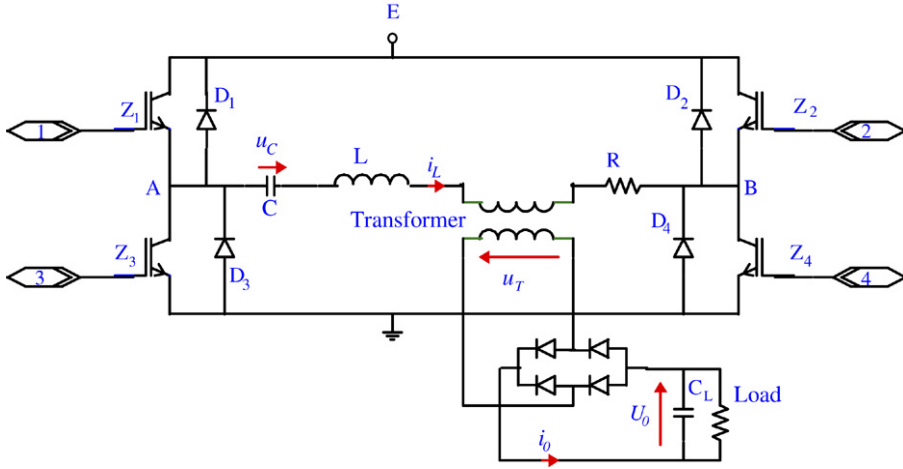 E
Z1 D1 D2 Z2
1 2
uC L iL R
A B
C
Transformer
Z3 D3 D4 Z4
3 4
uT
CL Load
U0
i0